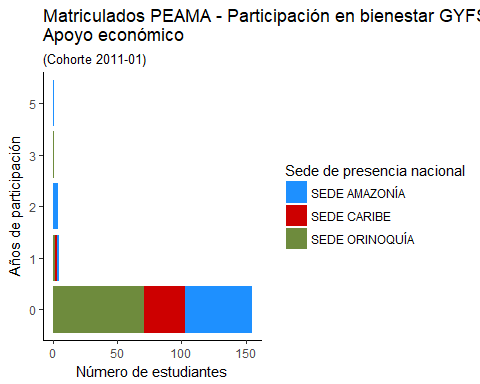 Matriculados PEAMA - Participación en bienestar GYFS
Apoyo económico
(Cohorte 2011-01)
Años de participación
5
3
2
1
0
0 50 100 150
Número de estudiantes
Sede de presencia nacional
SEDE AMAZONÍA
SEDE CARIBE
SEDE ORINOQUÍA